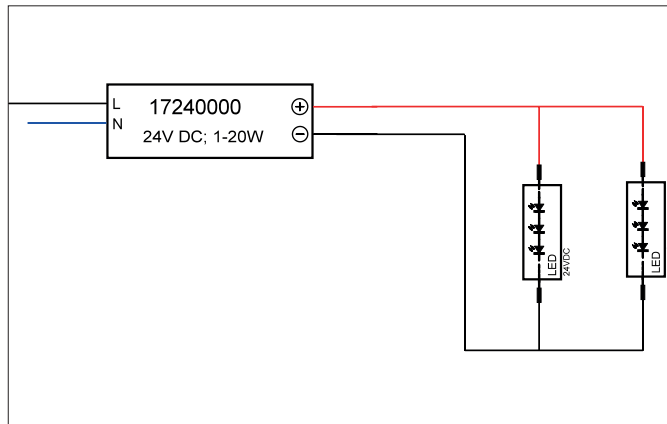 L
17240000
+
N
24V DC; 1-20W
−
LED
24VDC
LED